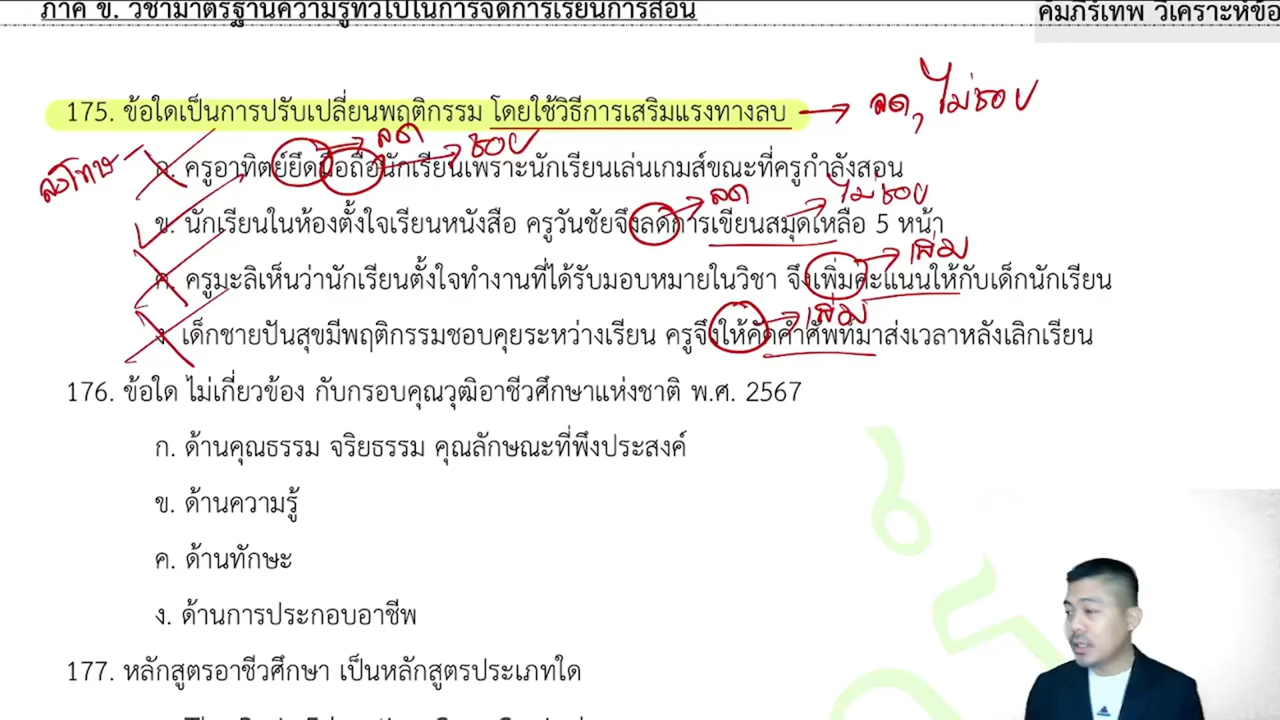 ภาค ข. วิชามาตรฐานความรู้ทั่วไปในการจัดการเรียนการสอน
คัมภีร์เทพ วิเคราะห์ข้อ
175. ข้อใดเป็นการปรับเปลี่ยนพฤติกรรม โดยใช้วิธีการเสริมแรงทางลบ
ลด, ไม่ชอบ
ลด ชอบ
ลงโทษ
ก. ครูอาทิตย์ยึดมือถือนักเรียนเพราะนักเรียนเล่นเกมส์ขณะที่ครูกำลังสอน
ลด ไม่ชอบ
ข. นักเรียนในห้องตั้งใจเรียนหนังสือ ครูวันชัยจึงลดการเขียนสมุดเหลือ 5 หน้า
เพิ่ม
ค. ครูมะลิเห็นว่านักเรียนตั้งใจทำงานที่ได้รับมอบหมายในวิชา จึงเพิ่มคะแนนให้กับเด็กนักเรียน
เพิ่ม
ง. เด็กชายปันสุขมีพฤติกรรมชอบคุยระหว่างเรียน ครูจึงให้คัดคำศัพท์มาส่งเวลาหลังเลิกเรียน
176. ข้อใด ไม่เกี่ยวข้อง กับกรอบคุณวุฒิอาชีวศึกษาแห่งชาติ พ.ศ. 2567
ก. ด้านคุณธรรม จริยธรรม คุณลักษณะที่พึงประสงค์
ข. ด้านความรู้
ค. ด้านทักษะ
ง. ด้านการประกอบอาชีพ
177. หลักสูตรอาชีวศึกษา เป็นหลักสูตรประเภทใด